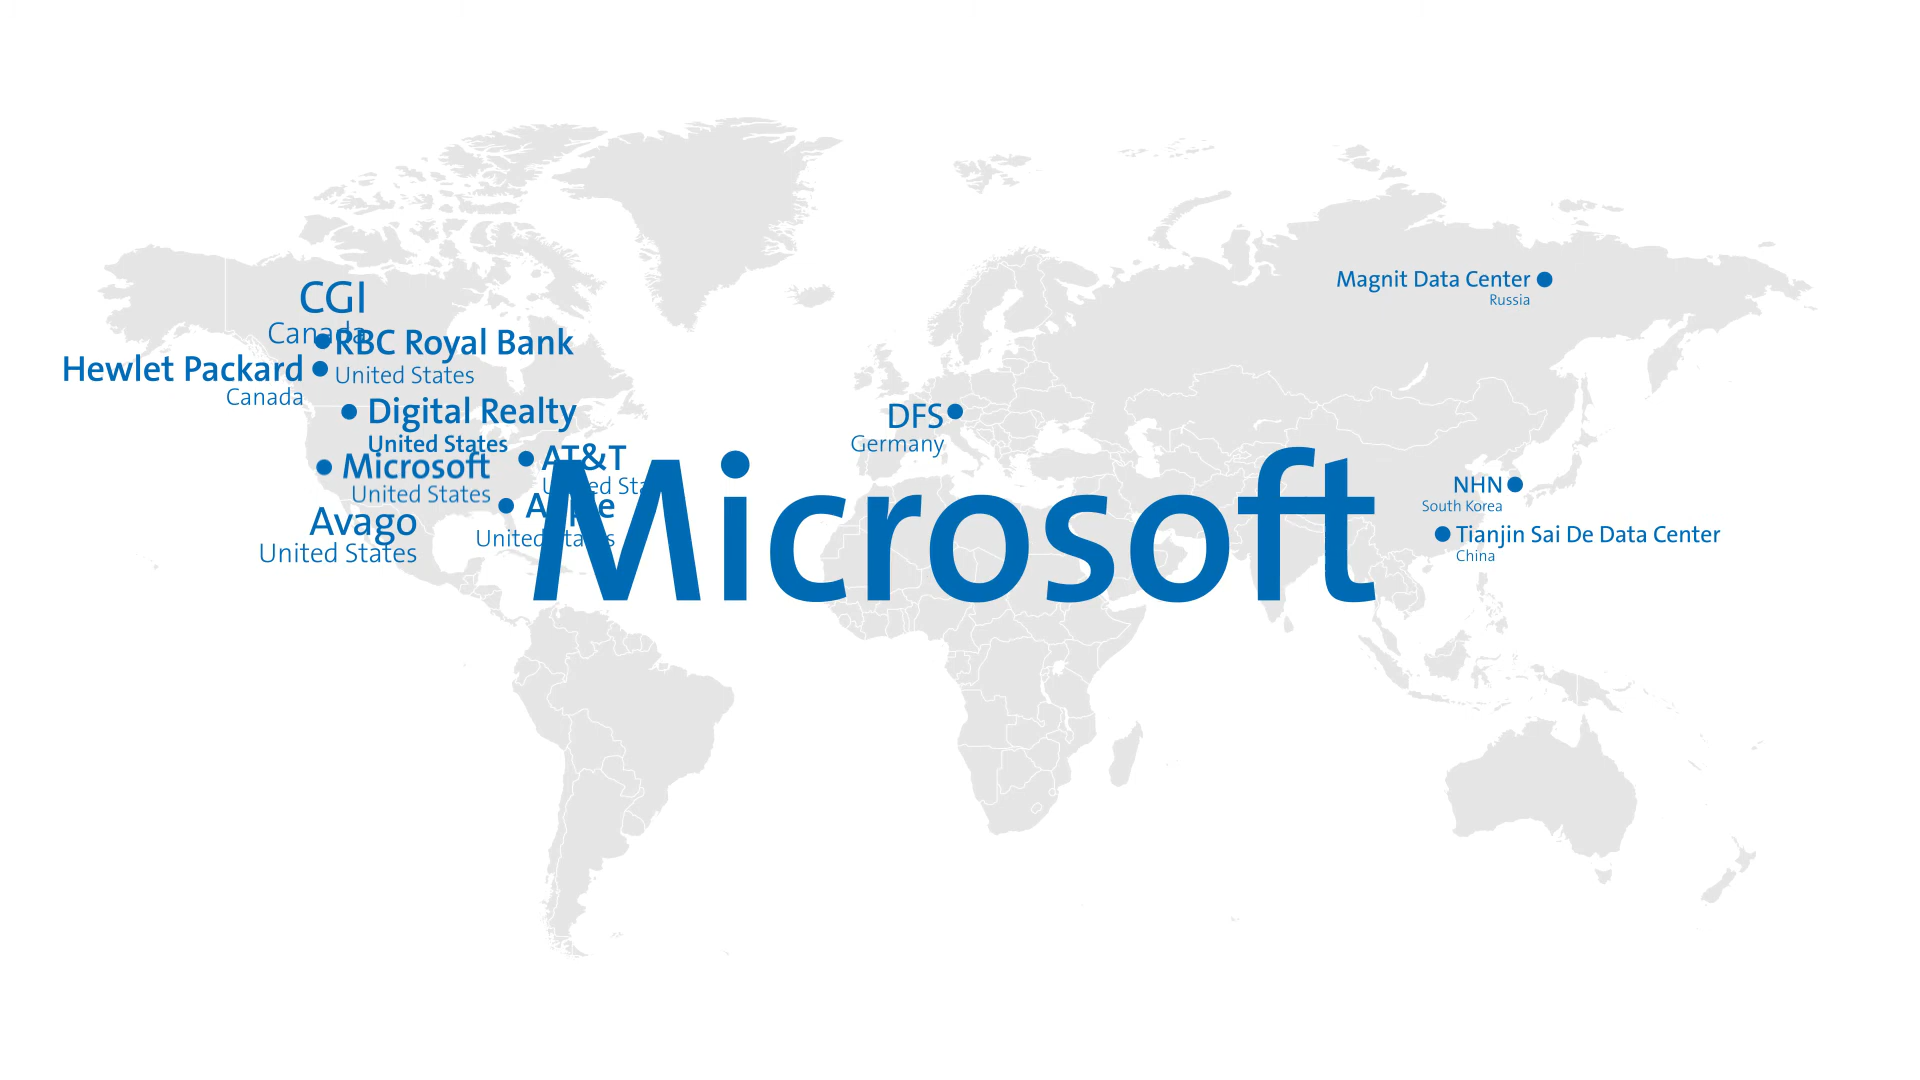 Magnit Data Center
Russia
CGI
Canada
RBC Royal Bank
United States
Hewlet Packard
Canada
Digital Realty
United States
DFS
Germany
AT&T
Microsoft
United States
Microsoft
NHN
South Korea
Avago
United States
Tianjin Sai De Data Center
China